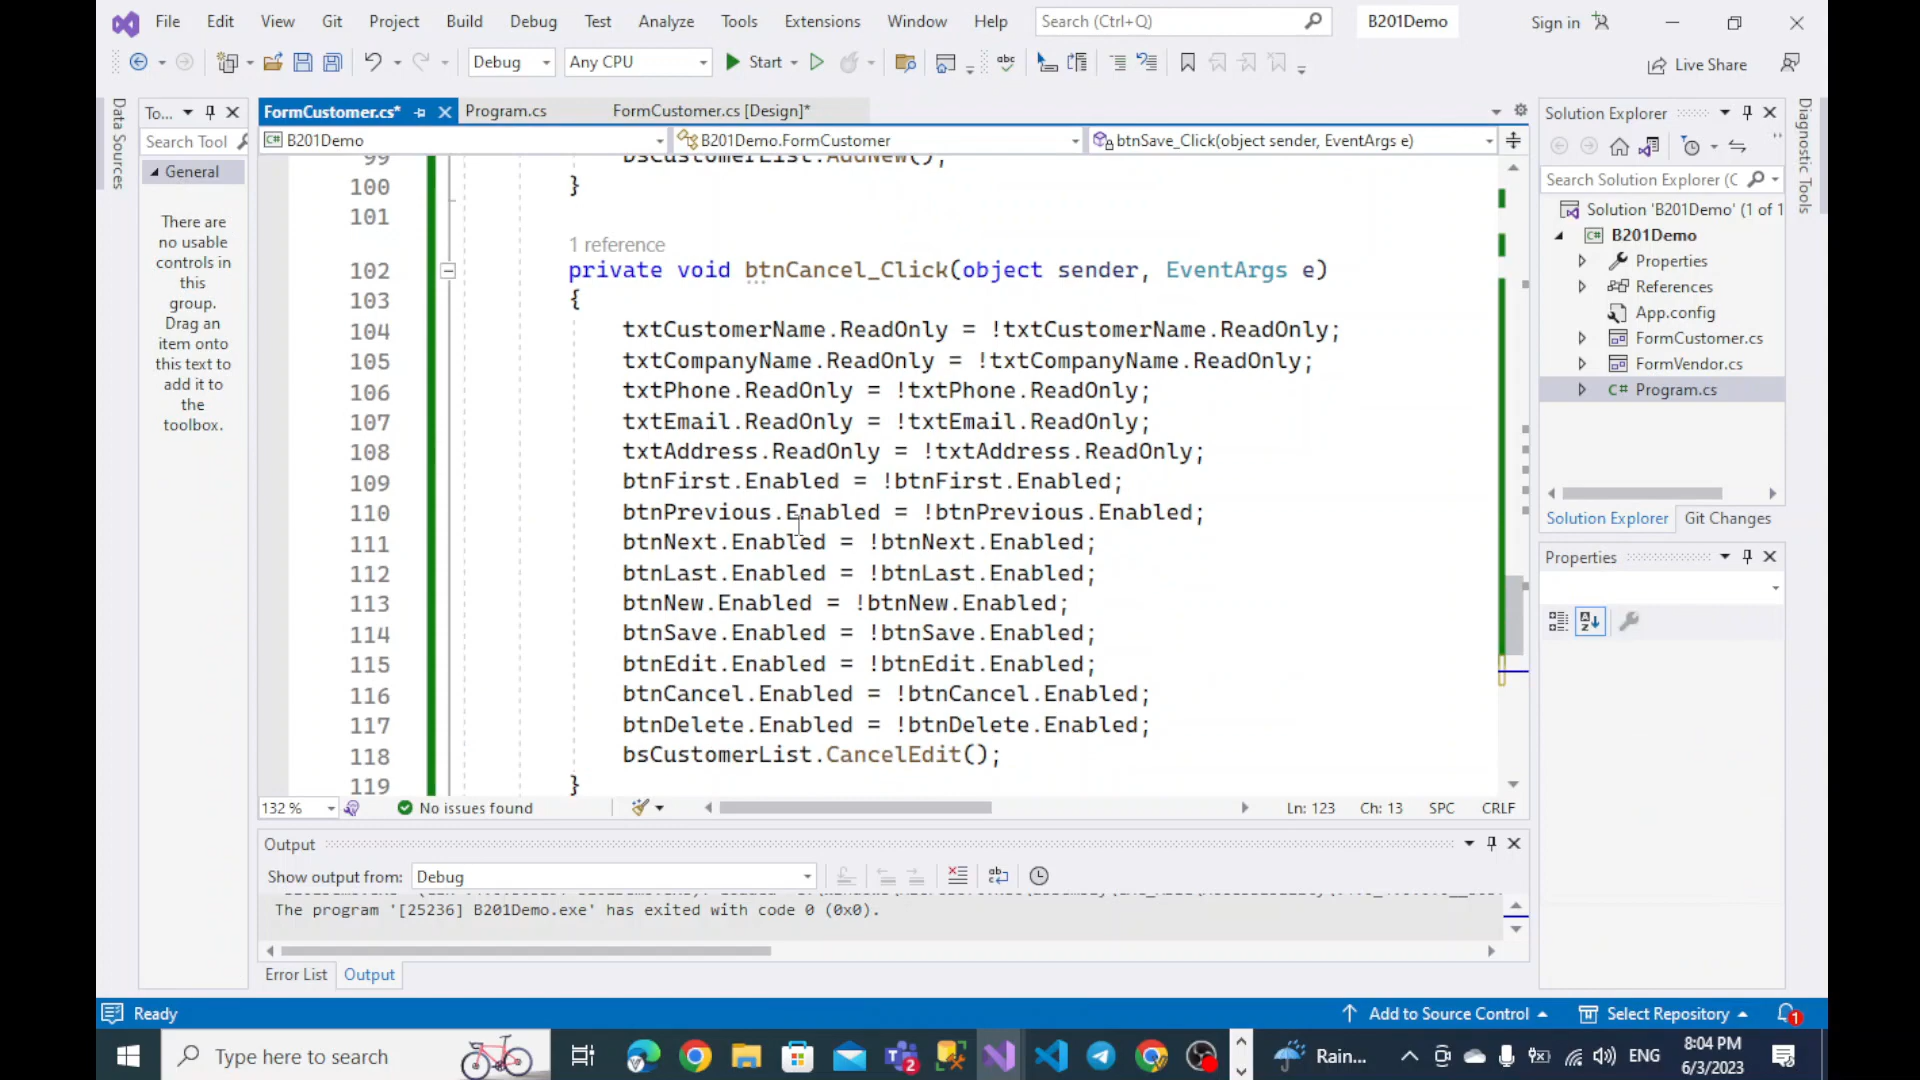 File Edit View Git Project Build Debug Test Analyze Tools Extensions Window Help Search (Ctrl+Q) B201Demo Sign in
Debug Any CPU Start Live Share
Data Sources
To...
Search Tool
General
There are
no usable
controls in
this
group.
Drag an
item onto
this text to
add it to
the
toolbox.
FormCustomer.cs* Program.cs FormCustomer.cs [Design]*
C# B201Demo B201Demo.FormCustomer btnSave_Click(object sender, EventArgs e)
99 bsCustomerList.AddNew();
100 }
101
1 reference
102 private void btnCancel_Click(object sender, EventArgs e)
103 {
104 txtCustomerName.ReadOnly = !txtCustomerName.ReadOnly;
105 txtCompanyName.ReadOnly = !txtCompanyName.ReadOnly;
106 txtPhone.ReadOnly = !txtPhone.ReadOnly;
107 txtEmail.ReadOnly = !txtEmail.ReadOnly;
108 txtAddress.ReadOnly = !txtAddress.ReadOnly;
109 btnFirst.Enabled = !btnFirst.Enabled;
110 btnPrevious.Enabled = !btnPrevious.Enabled;
111 btnNext.Enabled = !btnNext.Enabled;
112 btnLast.Enabled = !btnLast.Enabled;
113 btnNew.Enabled = !btnNew.Enabled;
114 btnSave.Enabled = !btnSave.Enabled;
115 btnEdit.Enabled = !btnEdit.Enabled;
116 btnCancel.Enabled = !btnCancel.Enabled;
117 btnDelete.Enabled = !btnDelete.Enabled;
118 bsCustomerList.CancelEdit();
119 }
132 % No issues found Ln: 123 Ch: 13 SPC CRLF
Output
Show output from: Debug
The program '[25236] B201Demo.exe' has exited with code 0 (0x0).
Error List Output
Solution Explorer
Search Solution Explorer (C
Solution 'B201Demo' (1 of 1
C# B201Demo
Properties
References
App.config
FormCustomer.cs
FormVendor.cs
C# Program.cs
Solution Explorer Git Changes
Properties
Diagnostic Tools
Ready Add to Source Control Select Repository 1
Type here to search 2 Rain... ENG 8:04 PM
6/3/2023